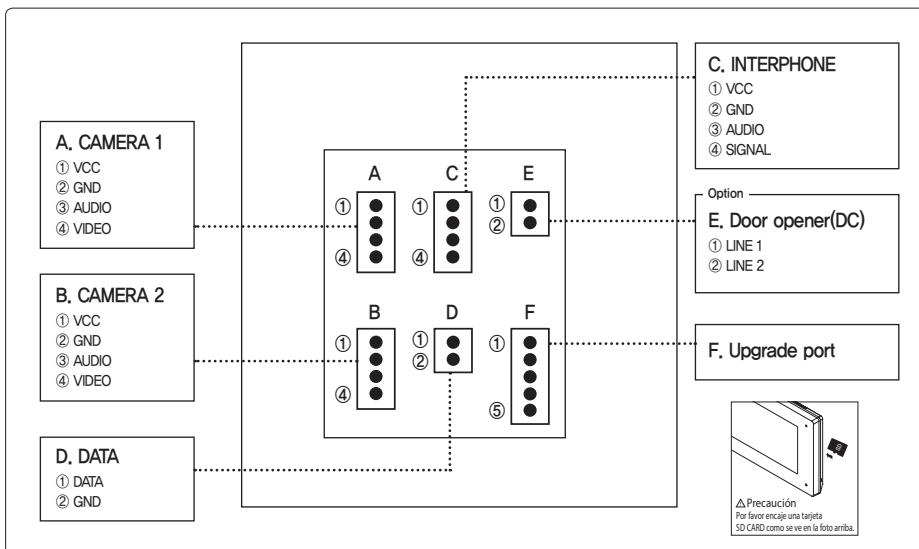 A. CAMERA 1
① VCC
② GND
③ AUDIO
④ VIDEO
B. CAMERA 2
① VCC
② GND
③ AUDIO
④ VIDEO
D. DATA
① DATA
② GND
A
①
④
C
①
④
E
①
②
B
①
④
D
①
②
F
①
⑤
C. INTERPHONE
① VCC
② GND
③ AUDIO
④ SIGNAL
Option
E. Door opener(DC)
① LINE 1
② LINE 2
F. Upgrade port
⚠ Precaución
Por favor encaje una tarjeta
SD CARD como se ve en la foto arriba.